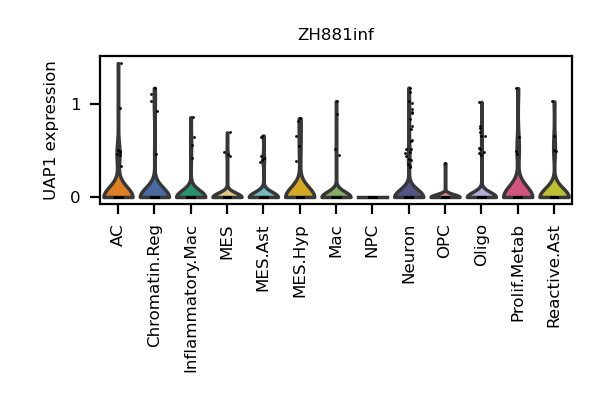 ZH881inf
UAP1 expression
1
0
AC
Chromatin.Reg
Inflammatory.Mac
MES
MES.Ast
MES.Hyp
Mac
NPC
Neuron
OPC
Oligo
Prolif.Metab
Reactive.Ast